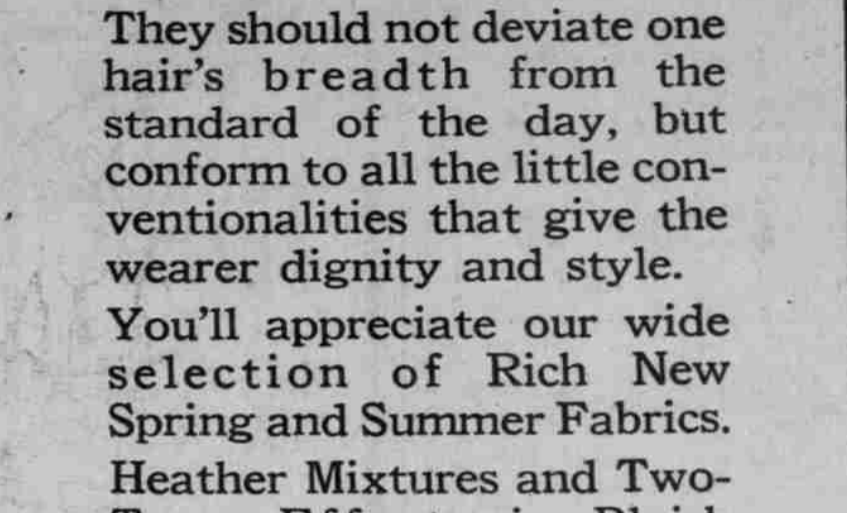 They should not deviate one
hair's breadth from the
standard of the day, but
conform to all the little con-
ventionalities that give the
wearer dignity and style.
You'll appreciate our wide
selection of Rich New
Spring and Summer Fabrics.
Heather Mixtures and Two-